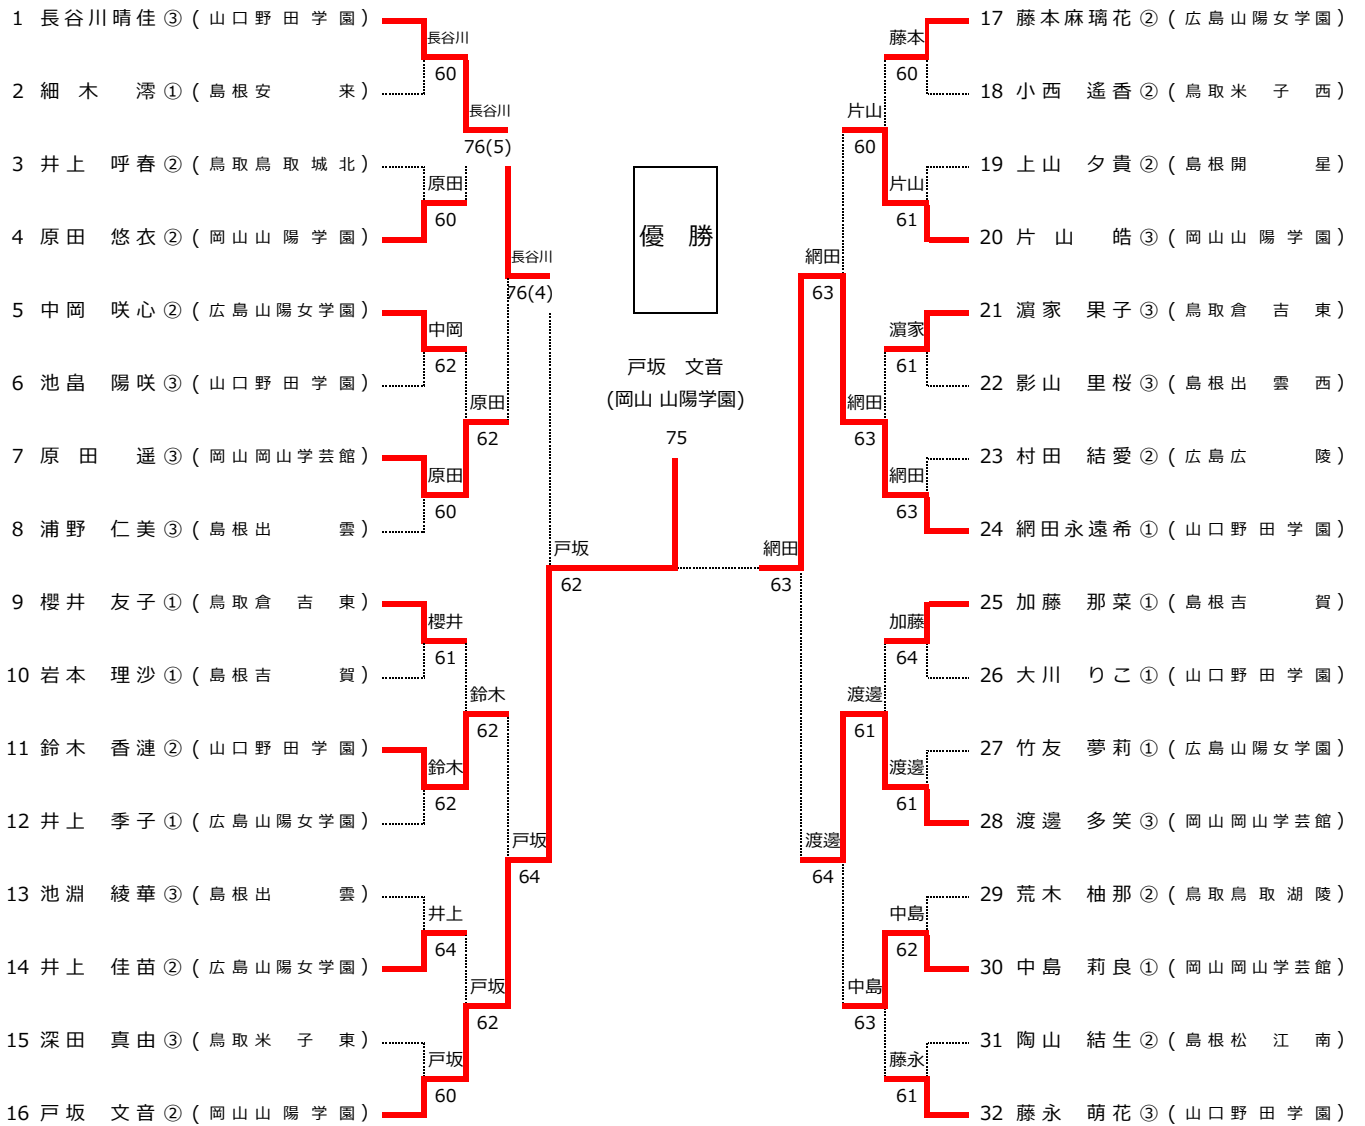 1 長谷川晴佳 ③ ( 山口 野田学園 )
長谷川
60
2 細木 澪 ① ( 島根 安来 )
長谷川
76(5)
3 井上 呼春 ② ( 鳥取 鳥取城北 )
原田
60
4 原田 悠衣 ② ( 岡山 山陽学園 )
長谷川
76(4)
5 中岡 咲心 ② ( 広島 山陽女学園 )
中岡
62
6 池畠 陽咲 ③ ( 山口 野田学園 )
原田
62
7 原田 遥 ③ ( 岡山 岡山学芸館 )
原田
60
8 浦野 仁美 ③ ( 島根 出雲 )
戸坂
62
9 櫻井 友子 ① ( 鳥取 倉吉東 )
櫻井
61
10 岩本 理沙 ① ( 島根 吉賀 )
鈴木
62
11 鈴木 香漣 ② ( 山口 野田学園 )
鈴木
62
12 井上 季子 ① ( 広島 山陽女学園 )
戸坂
64
13 池淵 綾華 ③ ( 島根 出雲 )
井上
64
14 井上 佳苗 ② ( 広島 山陽女学園 )
戸坂
62
15 深田 真由 ③ ( 鳥取 米子東 )
戸坂
60
16 戸坂 文音 ② ( 岡山 山陽学園 )
優 勝
戸坂 文音
(岡山 山陽学園)
75
17 藤本麻璃花 ② ( 広島 山陽女学園 )
藤本
60
18 小西 遙香 ② ( 鳥取 米子西 )
片山
60
19 上山 夕貴 ② ( 島根 開星 )
片山
61
20 片山 皓 ③ ( 岡山 山陽学園 )
網田
63
21 濵家 果子 ③ ( 鳥取 倉吉東 )
濵家
61
22 影山 里桜 ③ ( 島根 出雲西 )
網田
63
23 村田 結愛 ② ( 広島 広陵 )
網田
63
24 網田永遠希 ① ( 山口 野田学園 )
網田
63
25 加藤 那菜 ① ( 島根 吉賀 )
加藤
64
26 大川 りこ ① ( 山口 野田学園 )
渡邊
61
27 竹友 夢莉 ① ( 広島 山陽女学園 )
渡邊
61
28 渡邊 多笑 ③ ( 岡山 岡山学芸館 )
渡邊
64
29 荒木 柚那 ② ( 鳥取 鳥取湖陵 )
中島
62
30 中島 莉良 ① ( 岡山 岡山学芸館 )
中島
63
31 陶山 結生 ② ( 島根 松江南 )
藤永
61
32 藤永 萌花 ③ ( 山口 野田学園 )